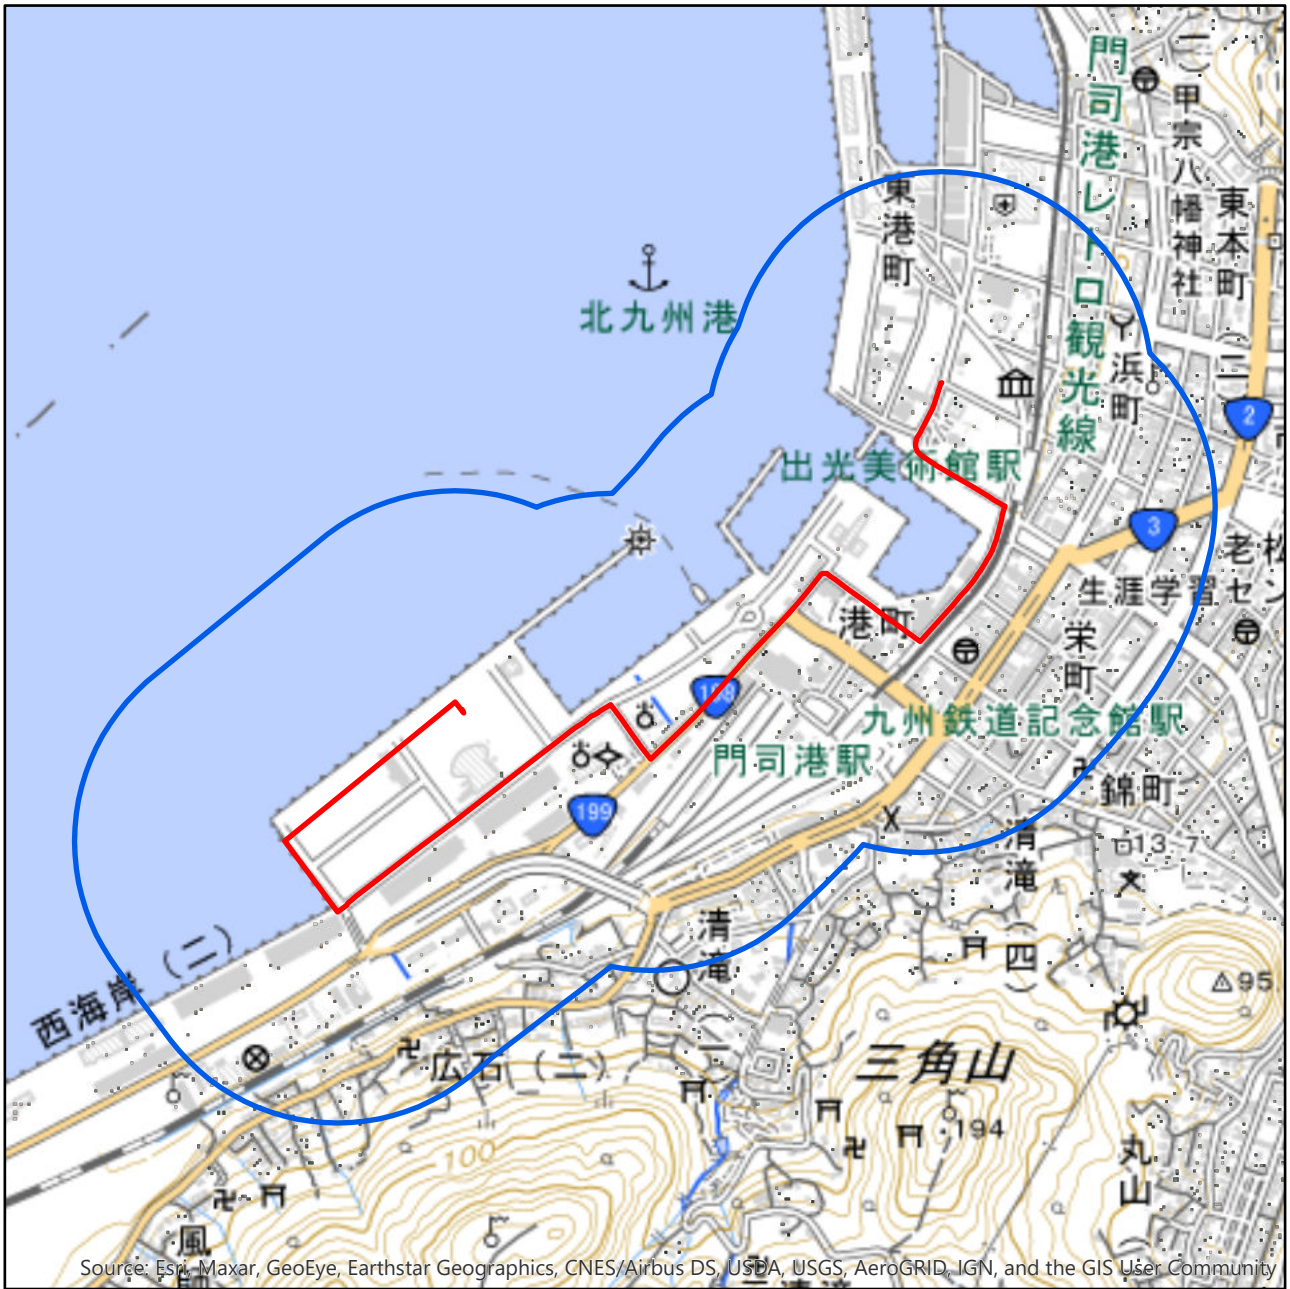 門司港レトロ観光線
(一)
甲宗八幡神社
東本町(二)
東港町
北九州港
浜町
2
出光美術館駅
3
老松
生涯学習セン
港町
栄町
198
九州鉄道記念館駅
門司港駅
錦町
199
13.7
清滝(四)
清滝(二)
西海岸(二)
95
広石(二)
三角山
194
100
丸山
風師
Source: Esri, Maxar, GeoEye, Earthstar Geographics, CNES/Airbus DS, USDA, USGS, AeroGRID, IGN, and the GIS User Community